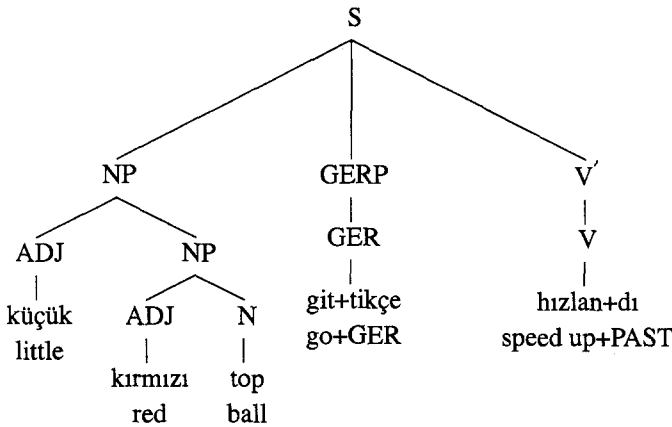 S
NP GERP V'
ADJ NP GER V
küçük ADJ N git+tikçe hızlan+dı
little go+GER speed up+PAST
kırmızı top
red ball